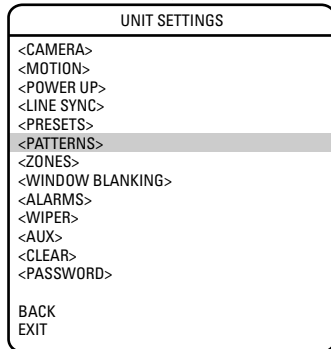 UNIT SETTINGS
<CAMERA>
<MOTION>
<POWER UP>
<LINE SYNC>
<PRESETS>
<PATTERNS>
<ZONES>
<WINDOW BLANKING>
<ALARMS>
<WIPER>
<AUX>
<CLEAR>
<PASSWORD>
BACK
EXIT